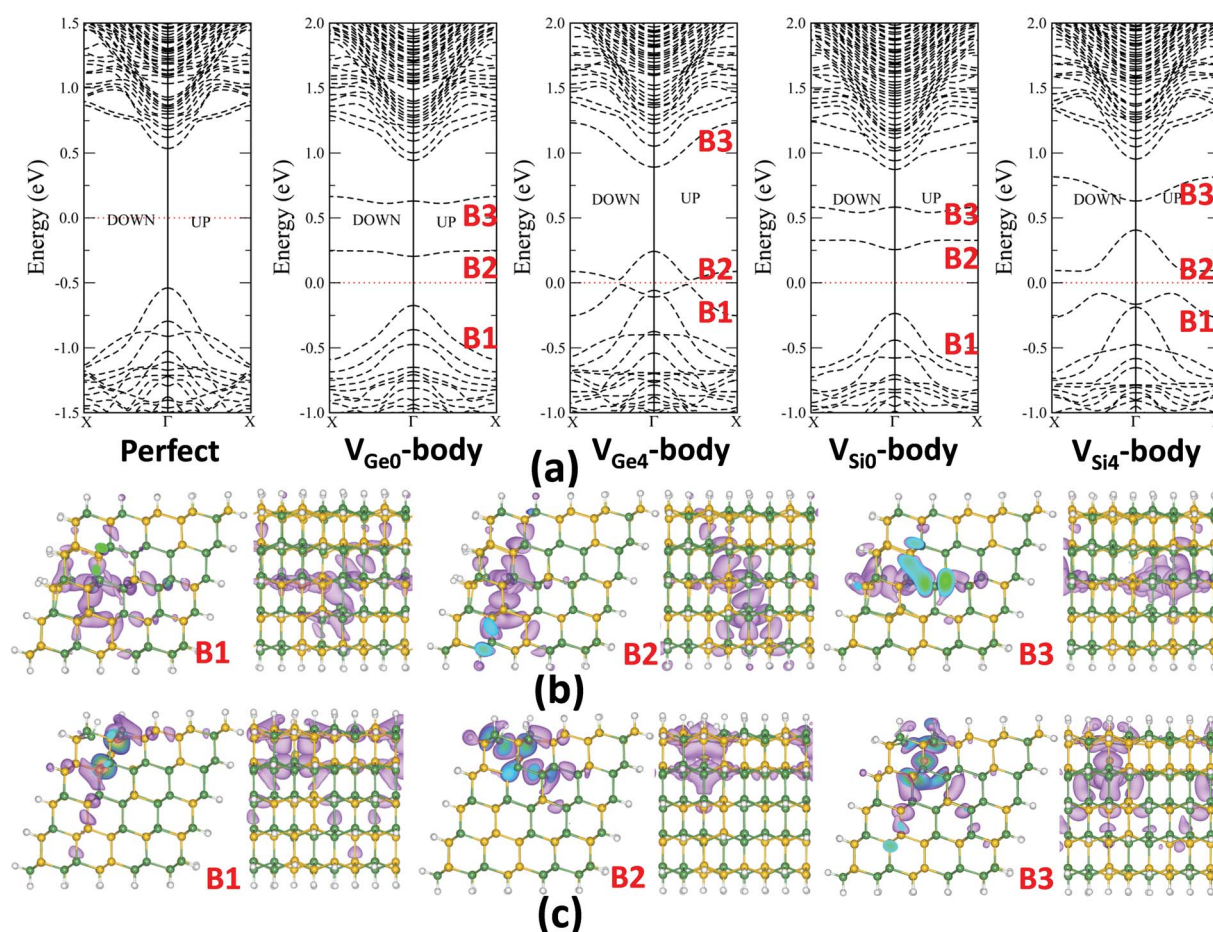 1.5
1.0
0.5
0.0
-0.5
-1.0
-1.5
Energy (eV)
DOWN
UP
X
Γ
X
Perfect
2.0
1.5
1.0
0.5
0.0
-0.5
-1.0
Energy (eV)
DOWN
UP
B3
B2
B1
X
Γ
X
V_Ge0-body
2.0
1.5
1.0
0.5
0.0
-0.5
-1.0
Energy (eV)
DOWN
UP
B3
B2
B1
X
Γ
X
V_Ge4-body
2.0
1.5
1.0
0.5
0.0
-0.5
-1.0
Energy (eV)
DOWN
UP
B3
B2
B1
X
Γ
X
V_Si0-body
2.0
1.5
1.0
0.5
0.0
-0.5
-1.0
Energy (eV)
DOWN
UP
B3
B2
B1
X
Γ
X
V_Si4-body
(a)
B1
B2
B3
(b)
B1
B2
B3
(c)